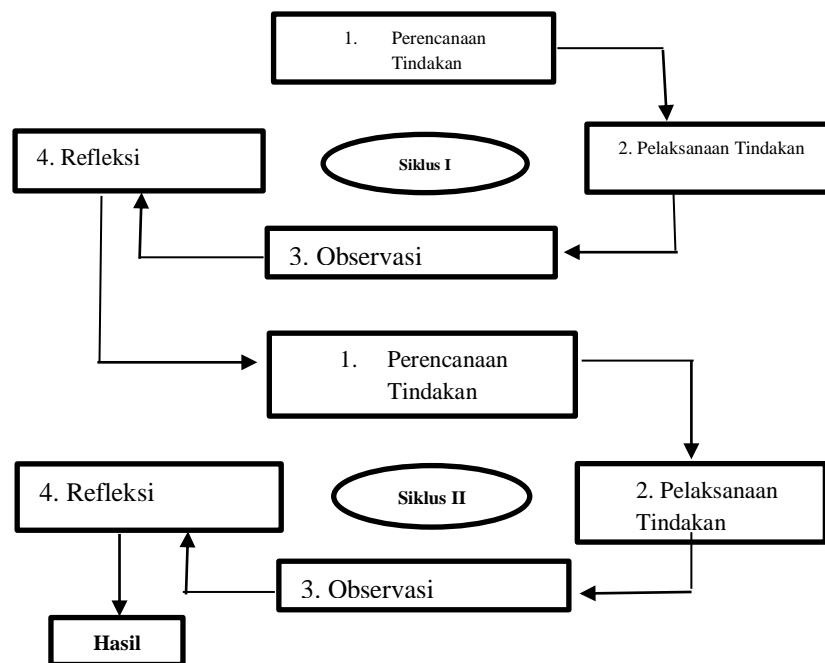 1. Perencanaan
Tindakan
4. Refleksi
Siklus I
2. Pelaksanaan Tindakan
3. Observasi
1. Perencanaan
Tindakan
4. Refleksi
Siklus II
2. Pelaksanaan
Tindakan
3. Observasi
Hasil